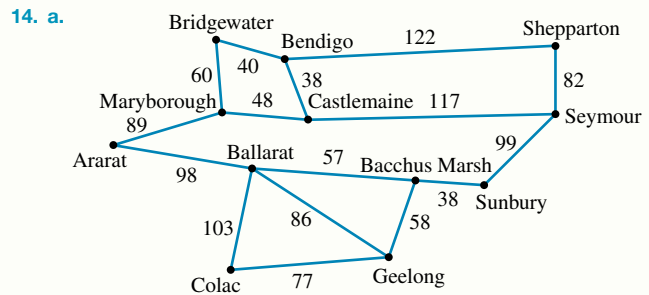 14. a.
Bridgewater
Shepparton
Bendigo
122
40
60
38
82
Maryborough
48
Castlemaine
117
Seymour
89
99
Ararat
Ballarat
57
Bacchus Marsh
98
38
Sunbury
103
86
58
Colac
77
Geelong